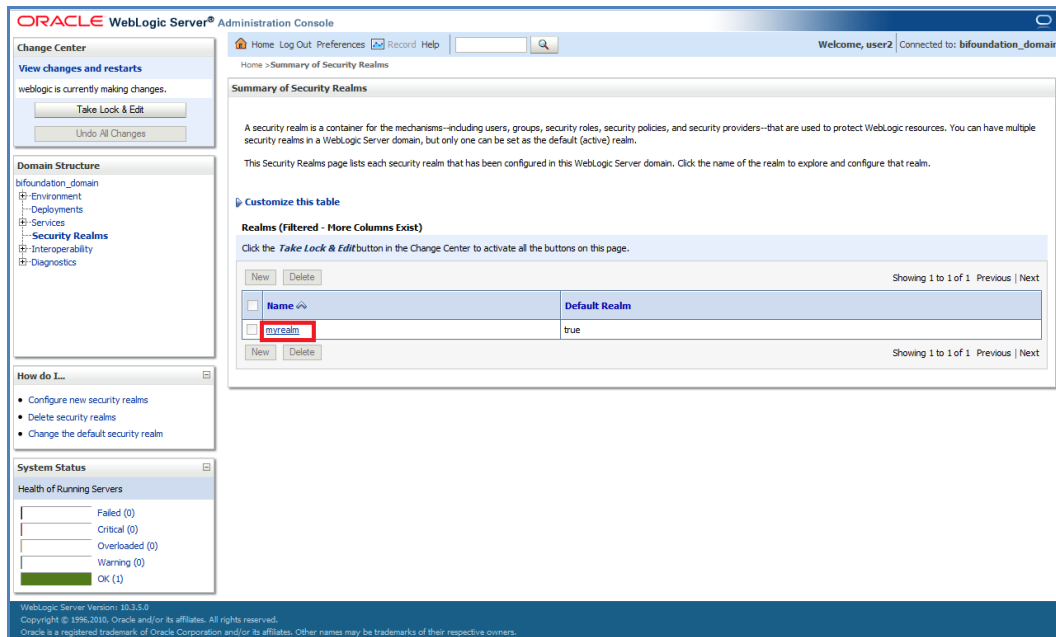 ORACLE WebLogic Server® Administration Console
Change Center
View changes and restarts
weblogic is currently making changes.
Take Lock & Edit
Undo All Changes
Domain Structure
bifoundation_domain
Environment
Deployments
Services
Security Realms
Interoperability
Diagnostics
How do I...
Configure new security realms
Delete security realms
Change the default security realm
System Status
Health of Running Servers
Failed (0)
Critical (0)
Overloaded (0)
Warning (0)
OK (1)
Home Log Out Preferences Record Help
Welcome, user2 Connected to: bifoundation_domain
Home >Summary of Security Realms
Summary of Security Realms
A security realm is a container for the mechanisms--including users, groups, security roles, security policies, and security providers--that are used to protect WebLogic resources. You can have multiple
security realms in a WebLogic Server domain, but only one can be set as the default (active) realm.
This Security Realms page lists each security realm that has been configured in this WebLogic Server domain. Click the name of the realm to explore and configure that realm.
Customize this table
Realms (Filtered - More Columns Exist)
Click the Take Lock & Edit button in the Change Center to activate all the buttons on this page.
New Delete Showing 1 to 1 of 1 Previous | Next
Name Default Realm
myrealm true
New Delete Showing 1 to 1 of 1 Previous | Next
WebLogic Server Version: 10.3.5.0
Copyright © 1996,2010, Oracle and/or its affiliates. All rights reserved.
Oracle is a registered trademark of Oracle Corporation and/or its affiliates. Other names may be trademarks of their respective owners.